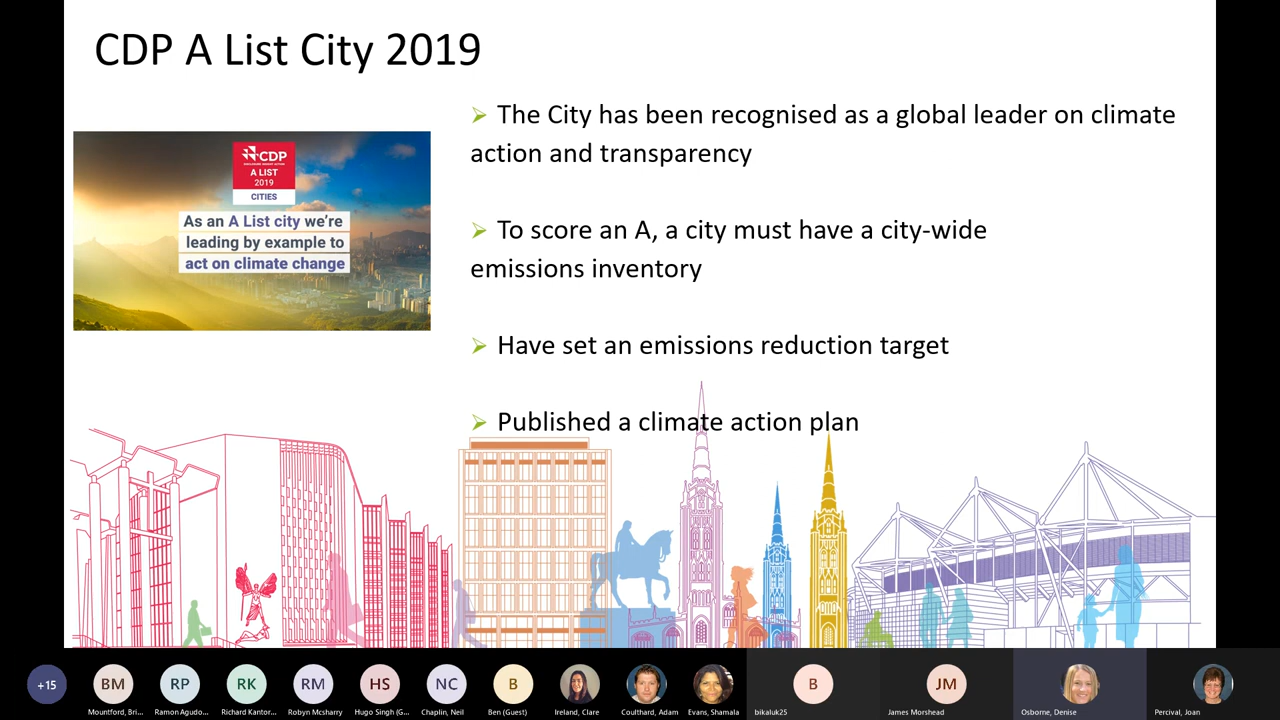 CDP A List City 2019
CDP
A LIST
2019
CITIES
As an A List city we're
leading by example to
act on climate change
➢ The City has been recognised as a global leader on climate
action and transparency
➢ To score an A, a city must have a city-wide
emissions inventory
➢ Have set an emissions reduction target
➢ Published a climate action plan
+15
BM
RP
RK
RM
HS
NC
B
B
JM
Mountford, Bri...
Ramon Agudo...
Richard Kantor...
Robyn Mcsharry
Hugo Singh (G...
Chaplin, Neil
Ben (Guest)
Ireland, Clare
Coulthard, Adam
Evans, Shamala
bikaluk25
James Morshead
Osborne, Denise
Percival, Joan